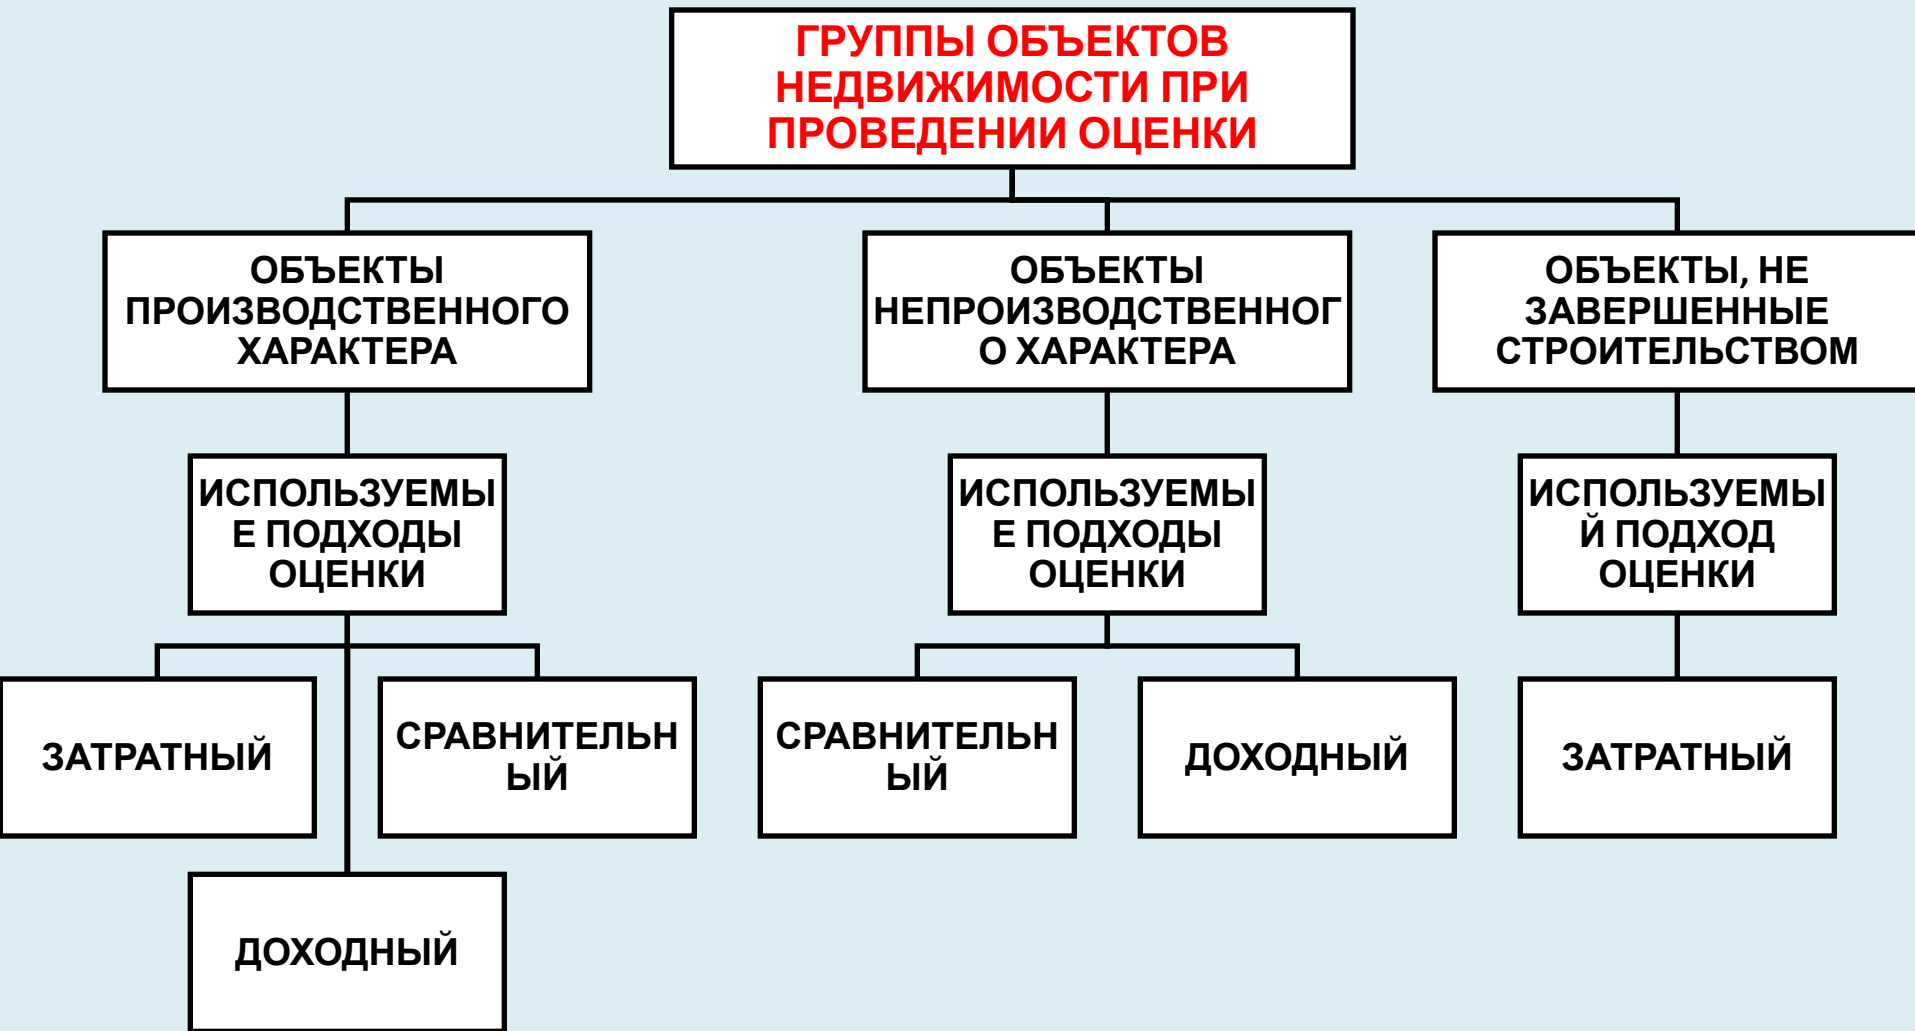 ГРУППЫ ОБЪЕКТОВ
НЕДВИЖИМОСТИ ПРИ
ПРОВЕДЕНИИ ОЦЕНКИ
ОБЪЕКТЫ
ПРОИЗВОДСТВЕННОГО
ХАРАКТЕРА
ОБЪЕКТЫ
НЕПРОИЗВОДСТВЕННОГ
О ХАРАКТЕРА
ОБЪЕКТЫ, НЕ
ЗАВЕРШЕННЫЕ
СТРОИТЕЛЬСТВОМ
ИСПОЛЬЗУЕМЫ
Е ПОДХОДЫ
ОЦЕНКИ
ИСПОЛЬЗУЕМЫ
Е ПОДХОДЫ
ОЦЕНКИ
ИСПОЛЬЗУЕМЫ
Й ПОДХОД
ОЦЕНКИ
ЗАТРАТНЫЙ
СРАВНИТЕЛЬН
ЫЙ
СРАВНИТЕЛЬН
ЫЙ
ДОХОДНЫЙ
ЗАТРАТНЫЙ
ДОХОДНЫЙ